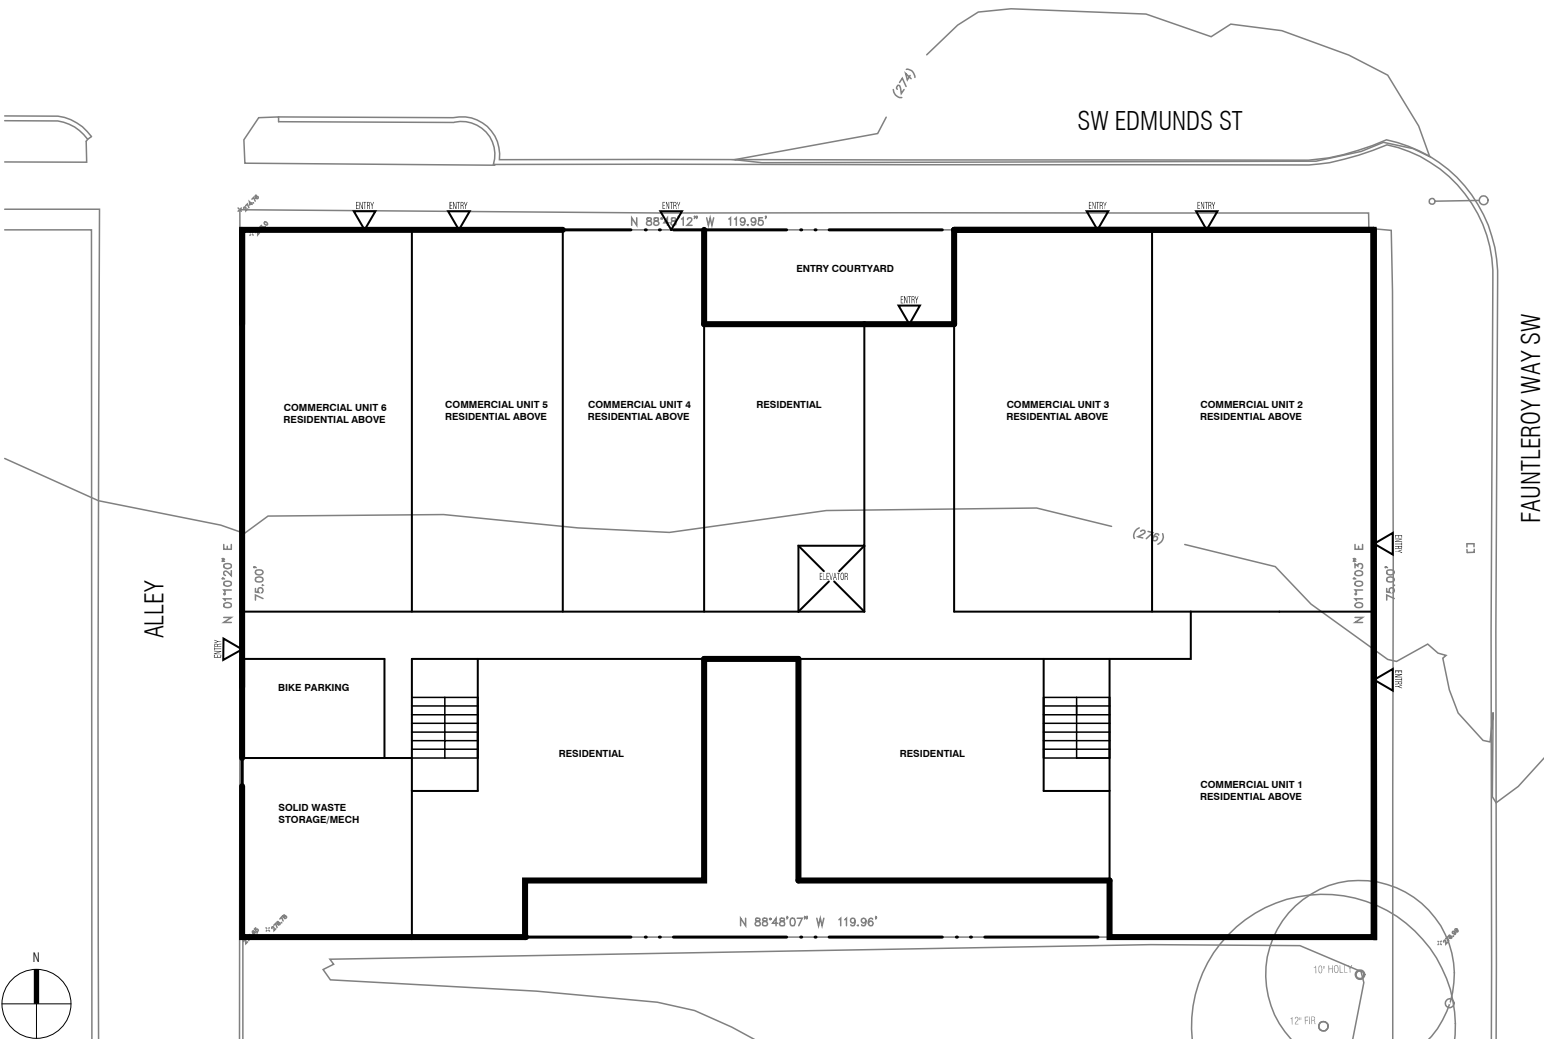 (274)
SW EDMUNDS ST
274.76
ENTRY
ENTRY
ENTRY
ENTRY
ENTRY
N 88°48'12" W 119.95'
ENTRY COURTYARD
ENTRY
FAUNTLEROY WAY SW
COMMERCIAL UNIT 6
RESIDENTIAL ABOVE
COMMERCIAL UNIT 5
RESIDENTIAL ABOVE
COMMERCIAL UNIT 4
RESIDENTIAL ABOVE
RESIDENTIAL
COMMERCIAL UNIT 3
RESIDENTIAL ABOVE
COMMERCIAL UNIT 2
RESIDENTIAL ABOVE
(276)
ENTRY
ELEVATOR
N 01°10'20" E
75.00'
N 01°10'03" E
75.00'
ALLEY
ENTRY
ENTRY
BIKE PARKING
RESIDENTIAL
RESIDENTIAL
COMMERCIAL UNIT 1
RESIDENTIAL ABOVE
SOLID WASTE
STORAGE/MECH
N 88°48'07" W 119.96'
N
10" HOLLY
12" FIR